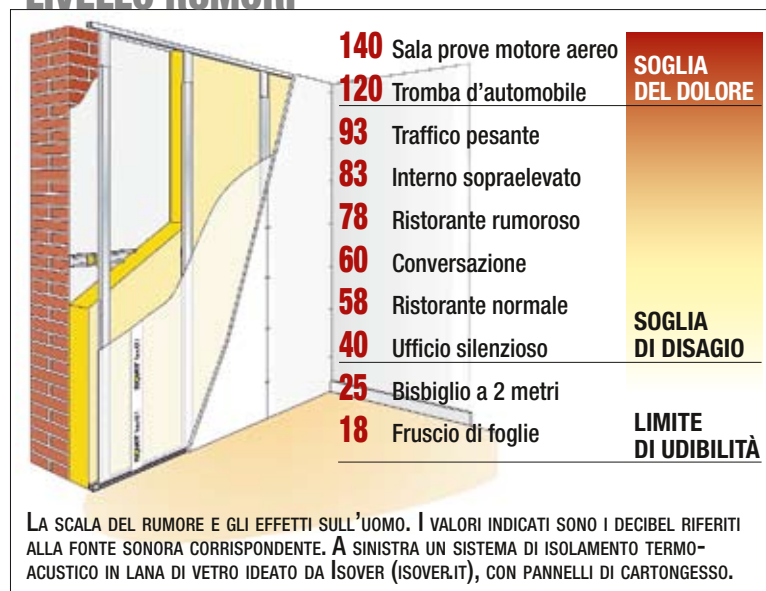 LIVELLO RUMORI
140 Sala prove motore aereo
120 Tromba d'automobile
SOGLIA
DEL DOLORE
93 Traffico pesante
83 Interno sopraelevato
78 Ristorante rumoroso
60 Conversazione
58 Ristorante normale
40 Ufficio silenzioso
SOGLIA
DI DISAGIO
25 Bisbiglio a 2 metri
18 Fruscio di foglie
LIMITE
DI UDIBILITÀ
LA SCALA DEL RUMORE E GLI EFFETTI SULL'UOMO. I VALORI INDICATI SONO I DECIBEL RIFERITI
ALLA FONTE SONORA CORRISPONDENTE. A SINISTRA UN SISTEMA DI ISOLAMENTO TERMO-
ACUSTICO IN LANA DI VETRO IDEATO DA ISOVER (ISOVER.IT), CON PANNELLI DI CARTONGESSO.